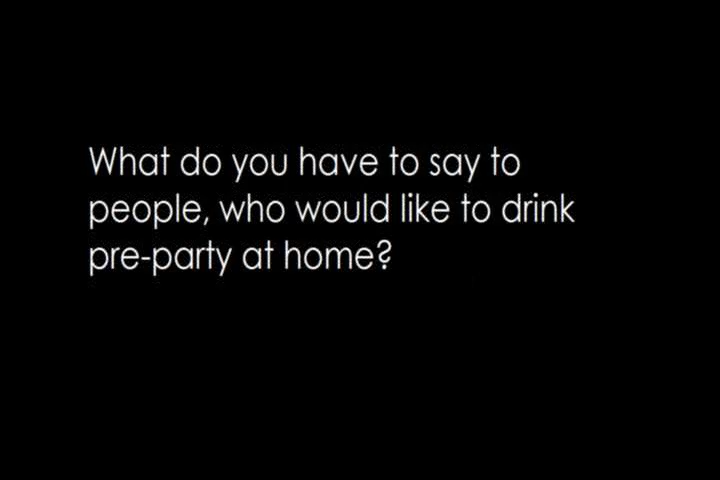 What do you have to say to
people, who would like to drink
pre-party at home?